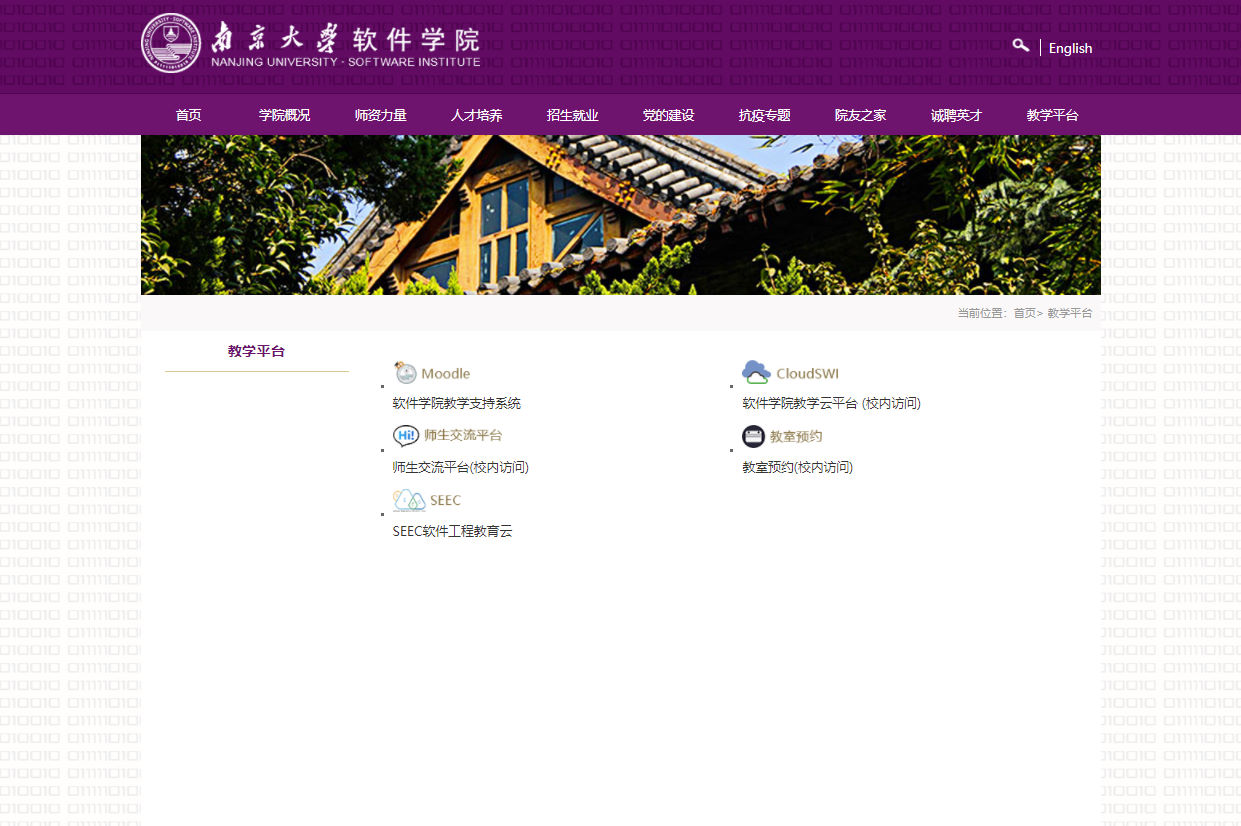 南京大学 软件学院
NANJING UNIVERSITY · SOFTWARE INSTITUTE
English
首页 学院概况 师资力量 人才培养 招生就业 党的建设 抗疫专题 院友之家 诚聘英才 教学平台
当前位置: 首页> 教学平台
教学平台
Moodle
软件学院教学支持系统
CloudSWI
软件学院教学云平台 (校内访问)
Hi! 师生交流平台
师生交流平台(校内访问)
教室预约
教室预约(校内访问)
SEEC
SEEC软件工程教育云